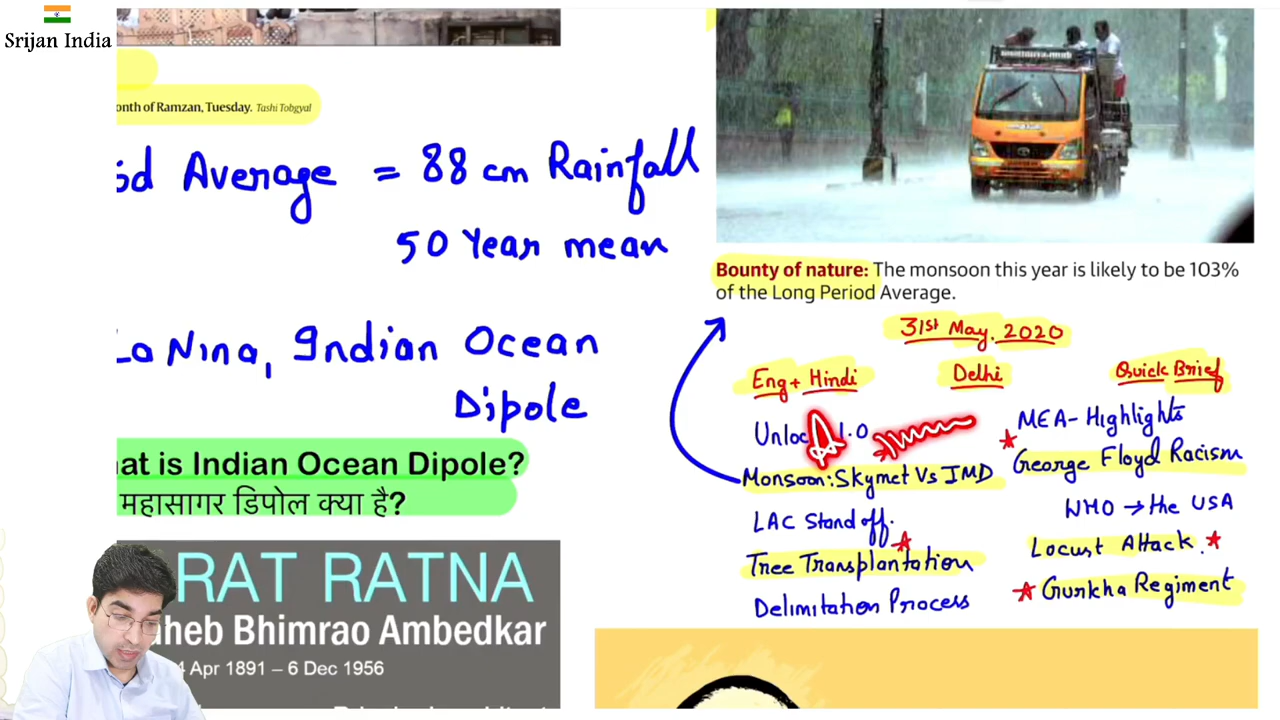 Srijan India
onth of Ramzan, Tuesday. Tashi Tobgyal
od Average = 88 cm Rainfall
50 Year mean
La Nina, Indian Ocean
Dipole
at is Indian Ocean Dipole?
महासागर डिपोल क्या है?
RAT RATNA
heb Bhimrao Ambedkar
4 Apr 1891 – 6 Dec 1956
Bounty of nature: The monsoon this year is likely to be 103%
of the Long Period Average.
31st May. 2020
Eng + Hindi
Unloc 1.0
Monsoon: Skymet Vs IMD
LAC Stand off.
Tree Transplantation
Delimitation Process
Delhi
Quick Brief
MEA- Highlights
George Floyd Racism
WHO → the USA
Locust Attack.
Gurkha Regiment